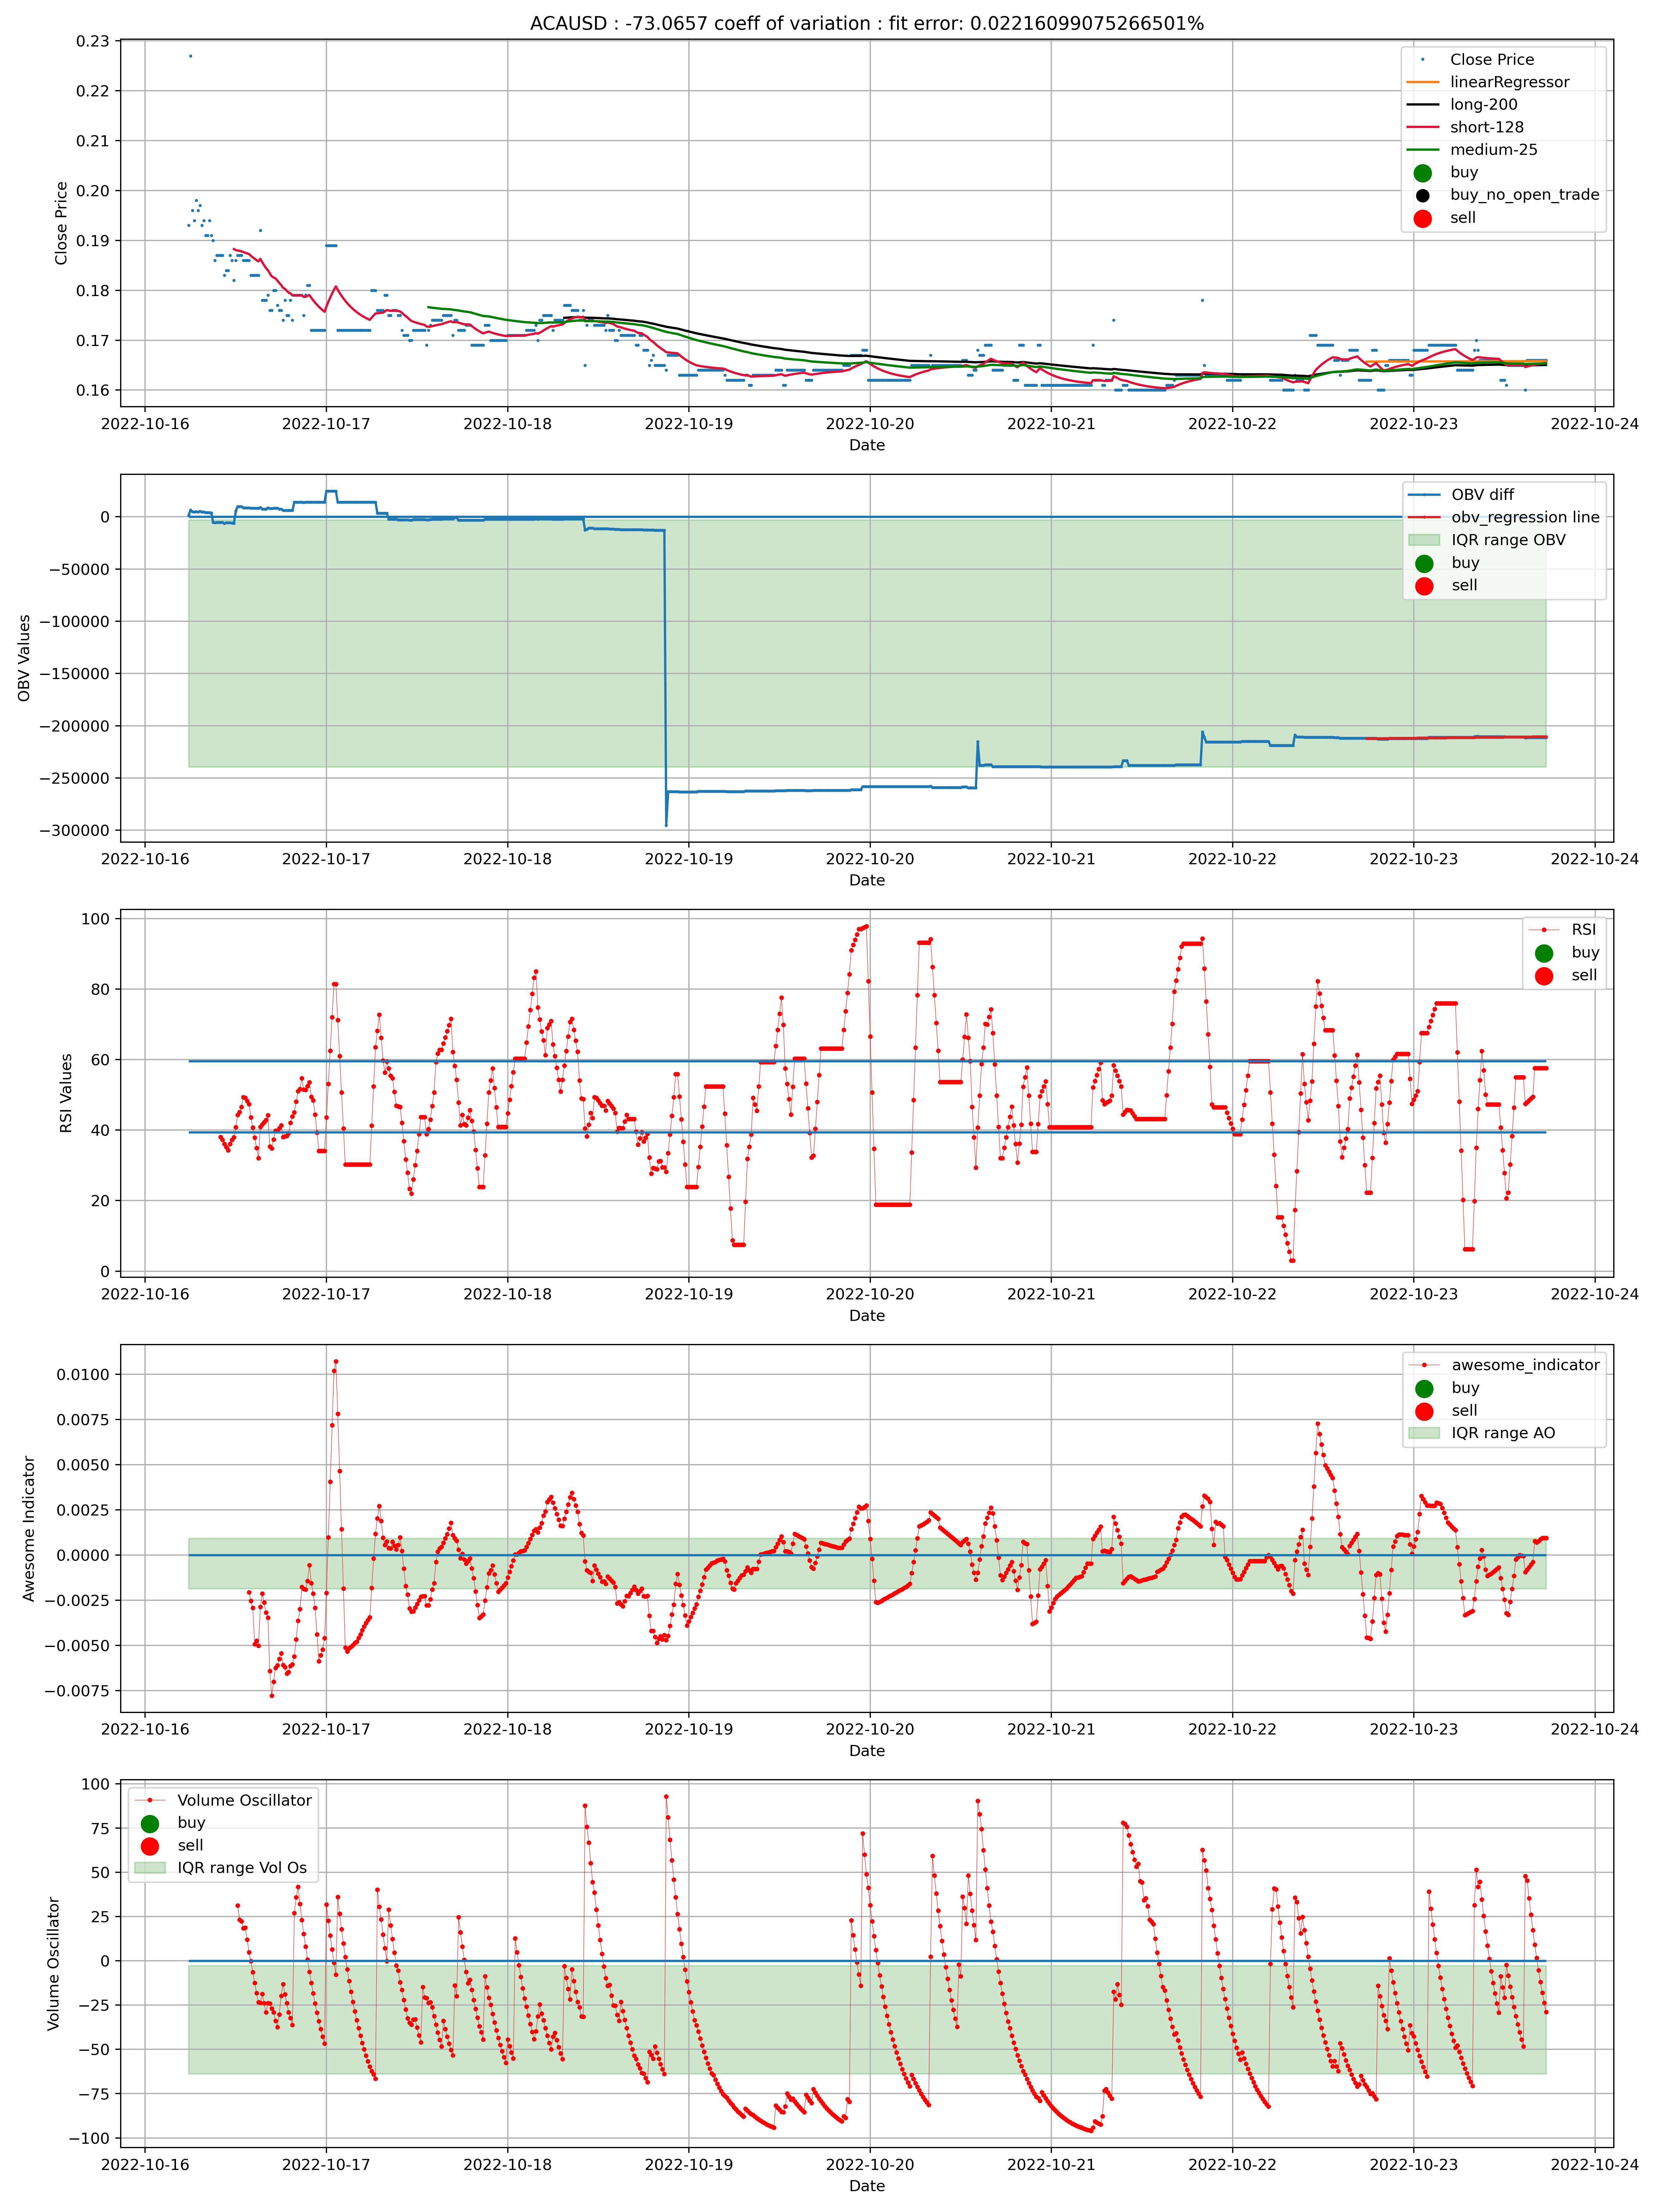 ACAUSD : -73.0657 coeff of variation : fit error: 0.02216099075266501%
0.23
0.22
0.21
0.20
0.19
0.18
0.17
0.16
Close Price
Close Price
linearRegressor
long-200
short-128
medium-25
buy
buy_no_open_trade
sell
2022-10-16 2022-10-17 2022-10-18 2022-10-19 2022-10-20 2022-10-21 2022-10-22 2022-10-23 2022-10-24
Date
0
−50000
−100000
−150000
−200000
−250000
−300000
OBV Values
OBV diff
obv_regression line
IQR range OBV
buy
sell
2022-10-16 2022-10-17 2022-10-18 2022-10-19 2022-10-20 2022-10-21 2022-10-22 2022-10-23 2022-10-24
Date
100
80
60
40
20
0
RSI Values
RSI
buy
sell
2022-10-16 2022-10-17 2022-10-18 2022-10-19 2022-10-20 2022-10-21 2022-10-22 2022-10-23 2022-10-24
Date
0.0100
0.0075
0.0050
0.0025
0.0000
−0.0025
−0.0050
−0.0075
Awesome Indicator
awesome_indicator
buy
sell
IQR range AO
2022-10-16 2022-10-17 2022-10-18 2022-10-19 2022-10-20 2022-10-21 2022-10-22 2022-10-23 2022-10-24
Date
100
75
50
25
0
−25
−50
−75
−100
Volume Oscillator
Volume Oscillator
buy
sell
IQR range Vol Os
2022-10-16 2022-10-17 2022-10-18 2022-10-19 2022-10-20 2022-10-21 2022-10-22 2022-10-23 2022-10-24
Date